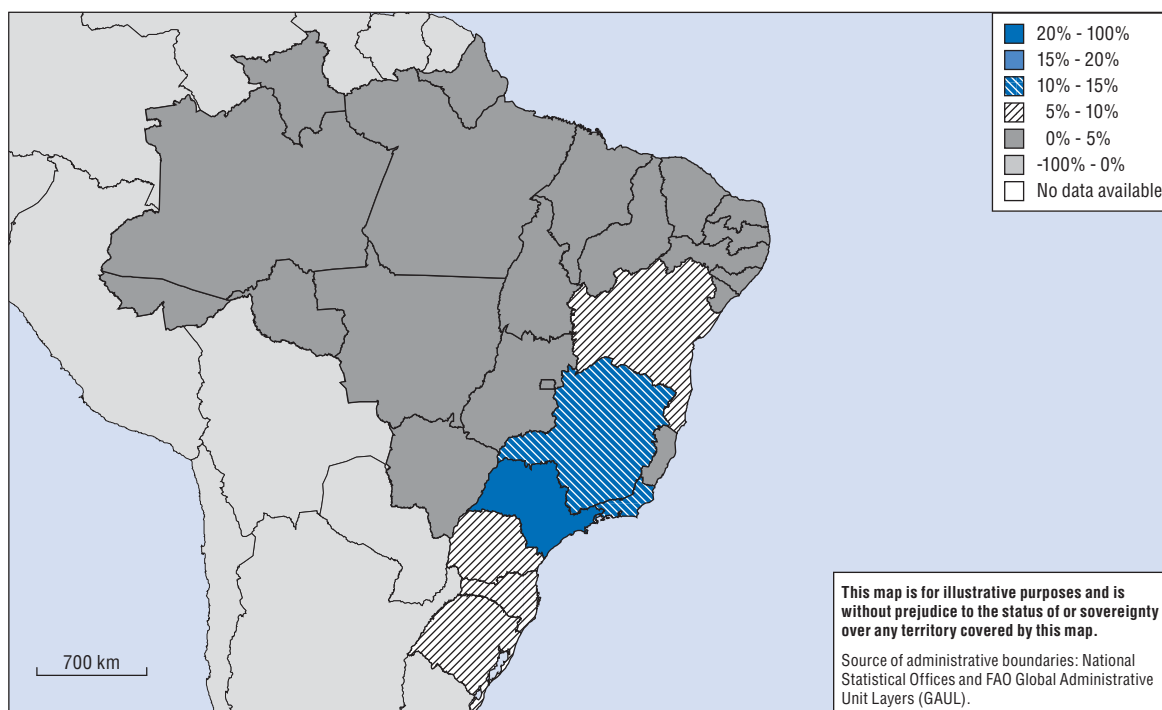 20% - 100%
15% - 20%
10% - 15%
5% - 10%
0% - 5%
-100% - 0%
No data available
700 km
This map is for illustrative purposes and is
without prejudice to the status of or sovereignty
over any territory covered by this map.
Source of administrative boundaries: National
Statistical Offices and FAO Global Administrative
Unit Layers (GAUL).